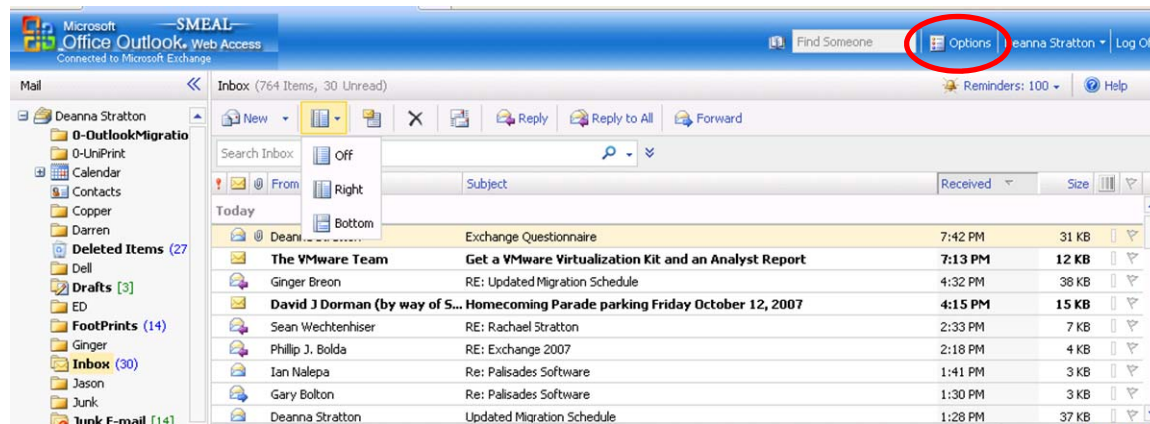 Microsoft SMEAL
Office Outlook Web Access
Connected to Microsoft Exchange
Find Someone Options Deanna Stratton Log
Mail Inbox (764 Items, 30 Unread) Reminders: 100 Help
New Reply Reply to All Forward
Search Inbox
Off
Right
Bottom
From Subject Received Size
Today
Exchange Questionnaire 7:42 PM 31 KB
The VMware Team Get a VMware Virtualization Kit and an Analyst Report 7:13 PM 12 KB
Ginger Breon RE: Updated Migration Schedule 4:32 PM 38 KB
David J Dorman (by way of S... Homecoming Parade parking Friday October 12, 2007 4:15 PM 15 KB
Sean Wechtenhiser RE: Rachael Stratton 2:33 PM 7 KB
Phillip J. Bolda RE: Exchange 2007 2:18 PM 4 KB
Ian Nalepa Re: Palisades Software 1:41 PM 3 KB
Gary Bolton Re: Palisades Software 1:30 PM 3 KB
Deanna Stratton Updated Migration Schedule 1:28 PM 37 KB
Deanna Stratton
0-OutlookMigratio
0-UniPrint
Calendar
Contacts
Copper
Darren
Deleted Items (27
Dell
Drafts [3]
ED
FootPrints (14)
Ginger
Inbox (30)
Jason
Junk
Junk E-mail [14]